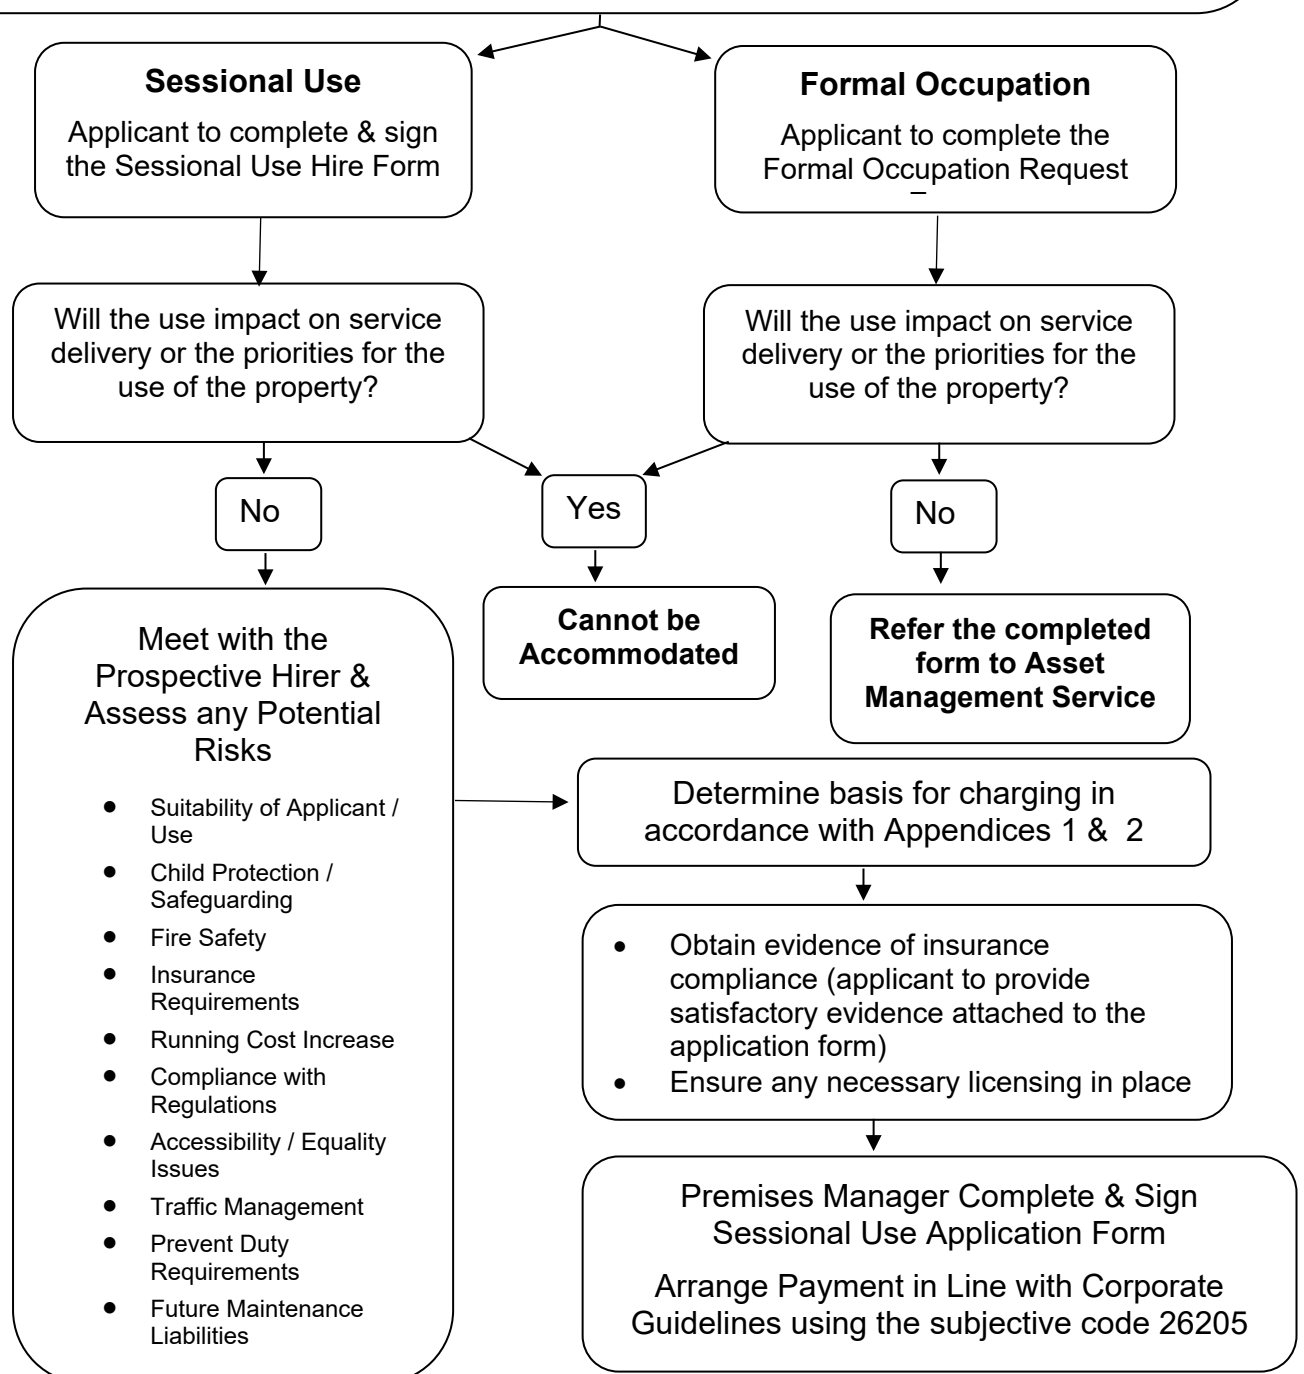 Sessional Use
Applicant to complete & sign
the Sessional Use Hire Form
Formal Occupation
Applicant to complete the
Formal Occupation Request
Will the use impact on service
delivery or the priorities for the
use of the property?
Will the use impact on service
delivery or the priorities for the
use of the property?
No
Yes
No
Cannot be
Accommodated
Refer the completed
form to Asset
Management Service
Meet with the
Prospective Hirer &
Assess any Potential
Risks
● Suitability of Applicant /
Use
● Child Protection /
Safeguarding
● Fire Safety
● Insurance
Requirements
● Running Cost Increase
● Compliance with
Regulations
● Accessibility / Equality
Issues
● Traffic Management
● Prevent Duty
Requirements
● Future Maintenance
Liabilities
Determine basis for charging in
accordance with Appendices 1 & 2
• Obtain evidence of insurance
compliance (applicant to provide
satisfactory evidence attached to the
application form)
• Ensure any necessary licensing in place
Premises Manager Complete & Sign
Sessional Use Application Form
Arrange Payment in Line with Corporate
Guidelines using the subjective code 26205